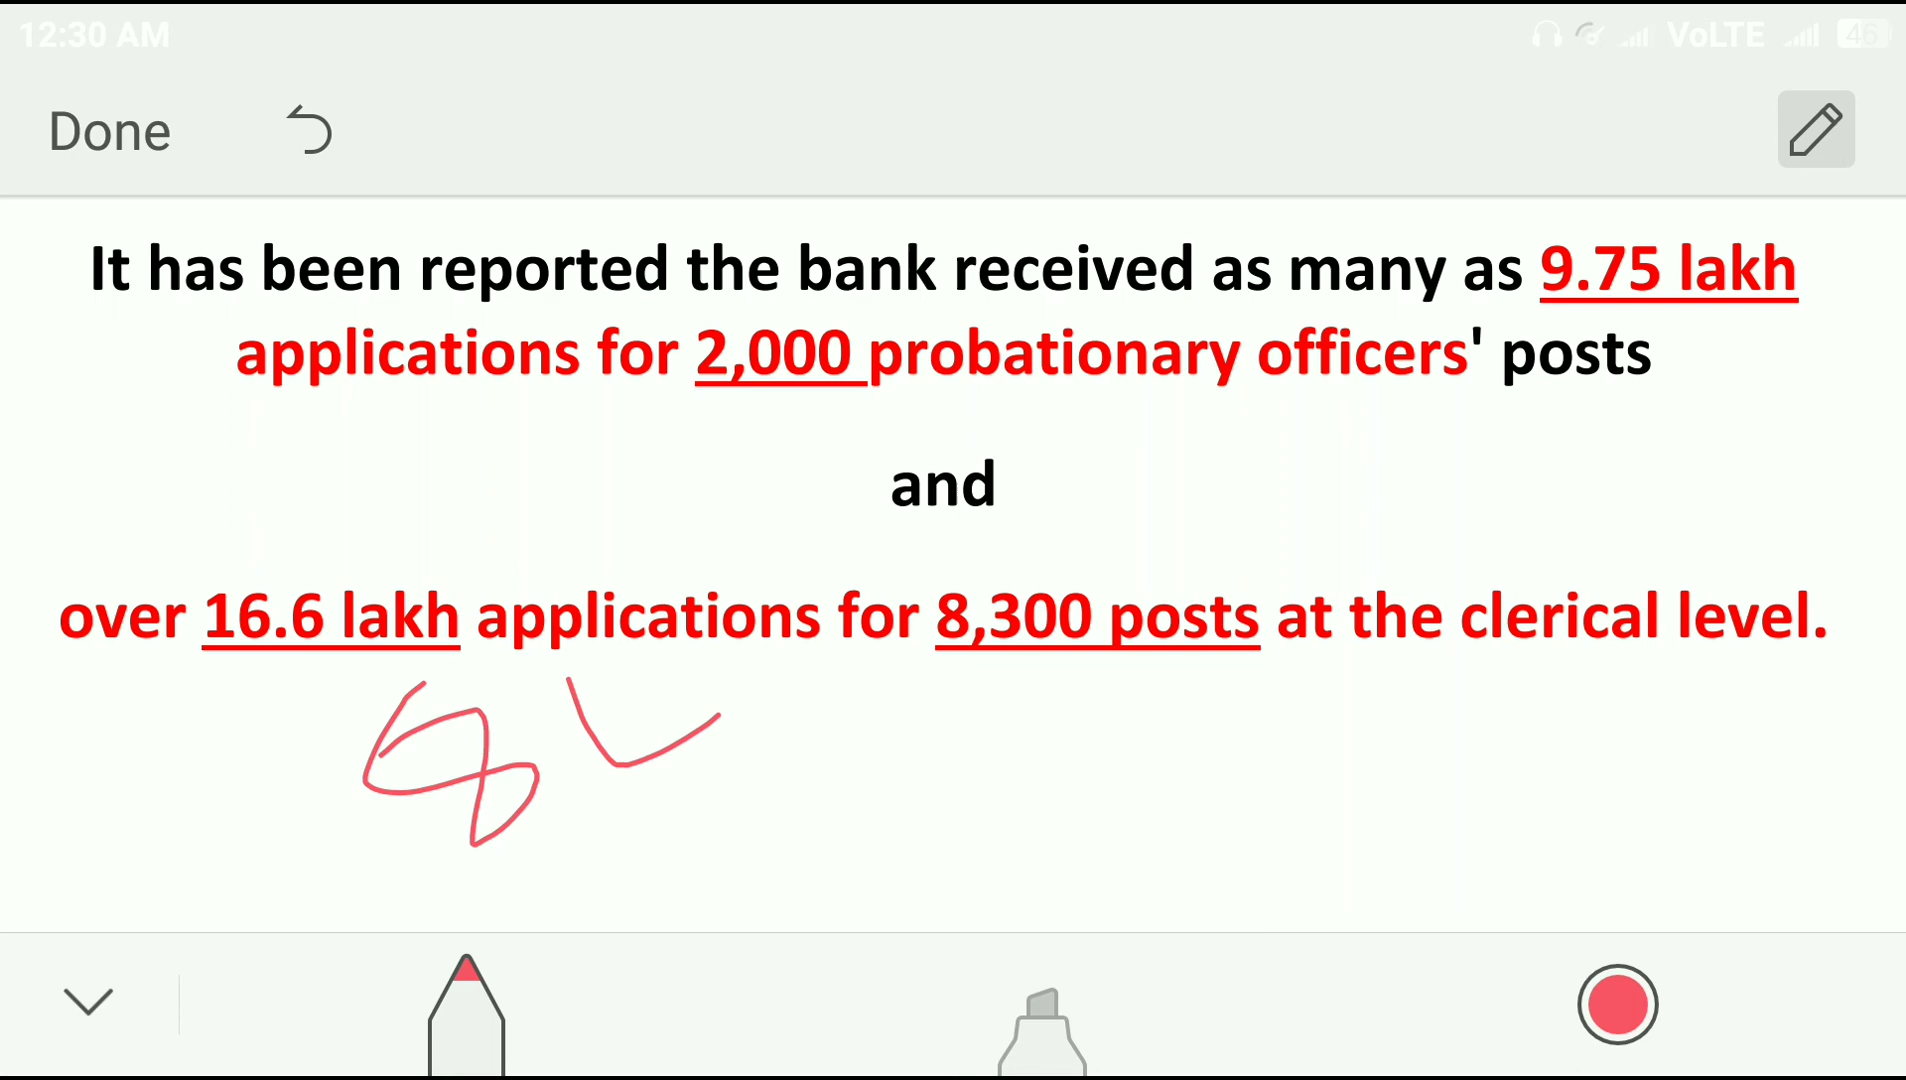 12:30 AM VoLTE 46
Done
It has been reported the bank received as many as 9.75 lakh
applications for 2,000 probationary officers' posts
and
over 16.6 lakh applications for 8,300 posts at the clerical level.